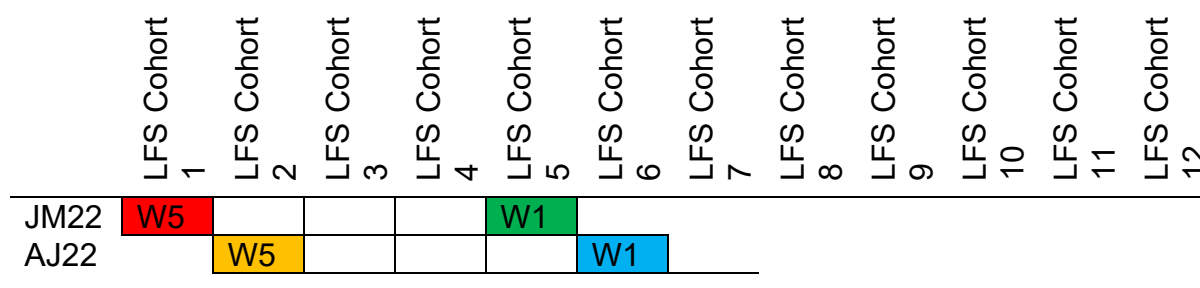 LFS Cohort 1
LFS Cohort 2
LFS Cohort 3
LFS Cohort 4
LFS Cohort 5
LFS Cohort 6
LFS Cohort 7
LFS Cohort 8
LFS Cohort 9
LFS Cohort 10
LFS Cohort 11
LFS Cohort 12
JM22 W5 W1
AJ22 W5 W1